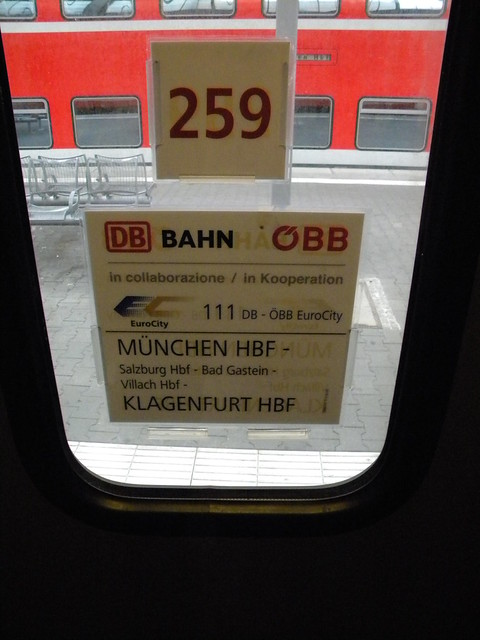 259
DB BAHN ÖBB
in collaborazione / in Kooperation
EuroCity 111 DB - ÖBB EuroCity
MÜNCHEN HBF -
Salzburg Hbf - Bad Gastein -
Villach Hbf -
KLAGENFURT HBF